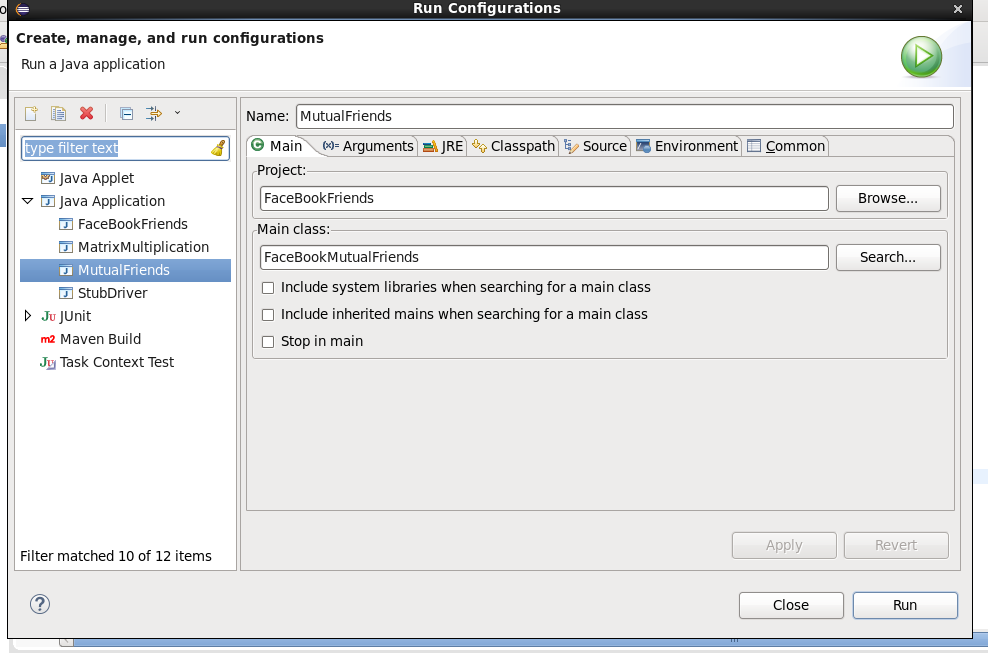 Run Configurations
Create, manage, and run configurations
Run a Java application
type filter text
Java Applet
Java Application
FaceBookFriends
MatrixMultiplication
MutualFriends
StubDriver
JUnit
Maven Build
Task Context Test
Filter matched 10 of 12 items
Name: MutualFriends
Main (x)= Arguments JRE Classpath Source Environment Common
Project:
FaceBookFriends Browse...
Main class:
FaceBookMutualFriends Search...
Include system libraries when searching for a main class
Include inherited mains when searching for a main class
Stop in main
Apply Revert
Close Run